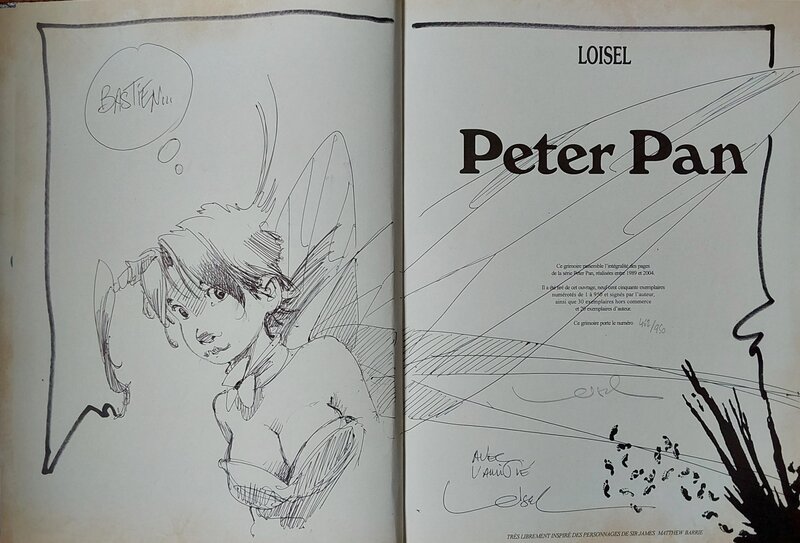 BASTIEN...
LOISEL
Peter Pan
Ce grimoire rassemble l'intégralité des pages
de la série Peter Pan, réalisées entre 1989 et 2004.
Il a été tiré de cet ouvrage, neuf cent cinquante exemplaires
numérotés de 1 à 950 et signés par l'auteur,
ainsi que 30 exemplaires hors commerce
et 20 exemplaires d'auteur.
Ce grimoire porte le numéro
Loisel
AVEC
L'AMITIÉ
Loisel
TRÈS LIBREMENT INSPIRÉ DES PERSONNAGES DE SIR JAMES MATTHEW BARRIE